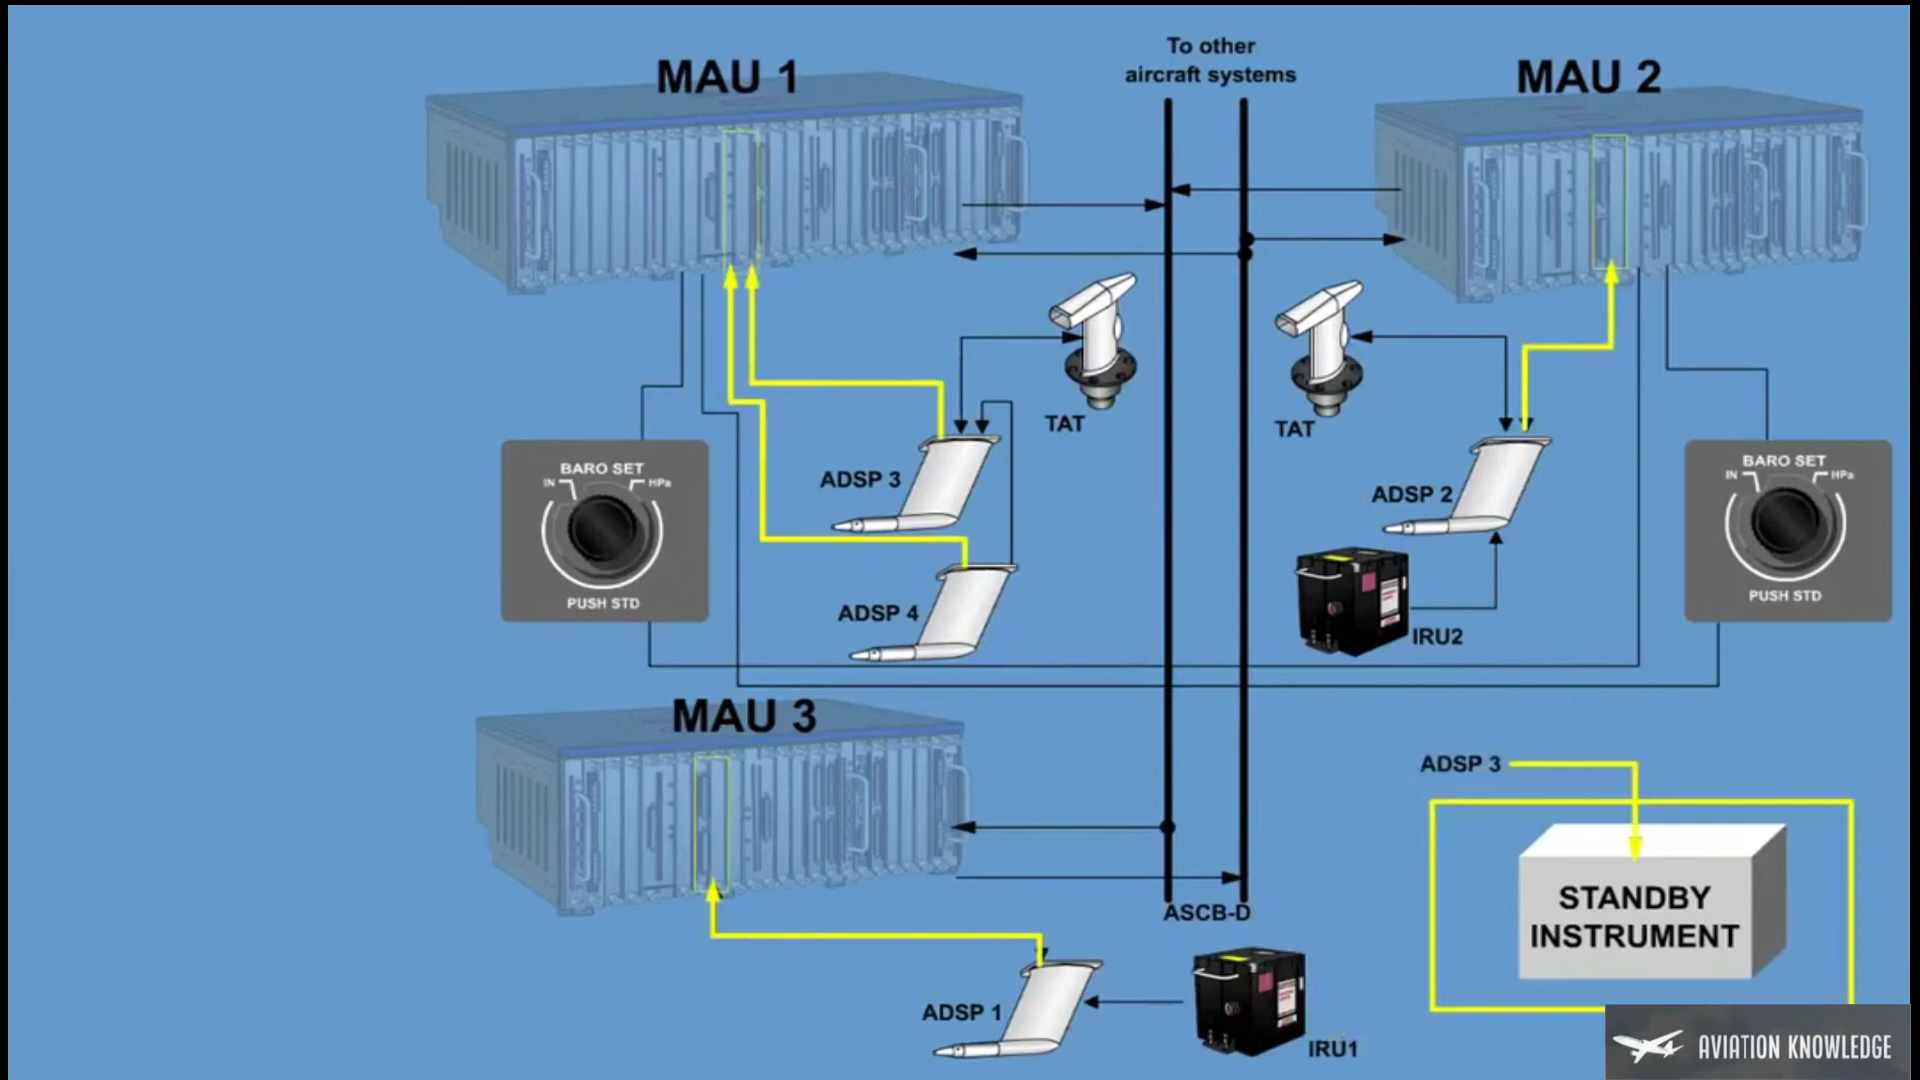 To other
aircraft systems
MAU 1
MAU 2
TAT
TAT
BARO SET
IN
HPa
PUSH STD
ADSP 3
ADSP 2
BARO SET
IN
HPa
PUSH STD
ADSP 4
IRU2
MAU 3
ADSP 3
STANDBY
INSTRUMENT
ASCB-D
ADSP 1
IRU1
AVIATION KNOWLEDGE